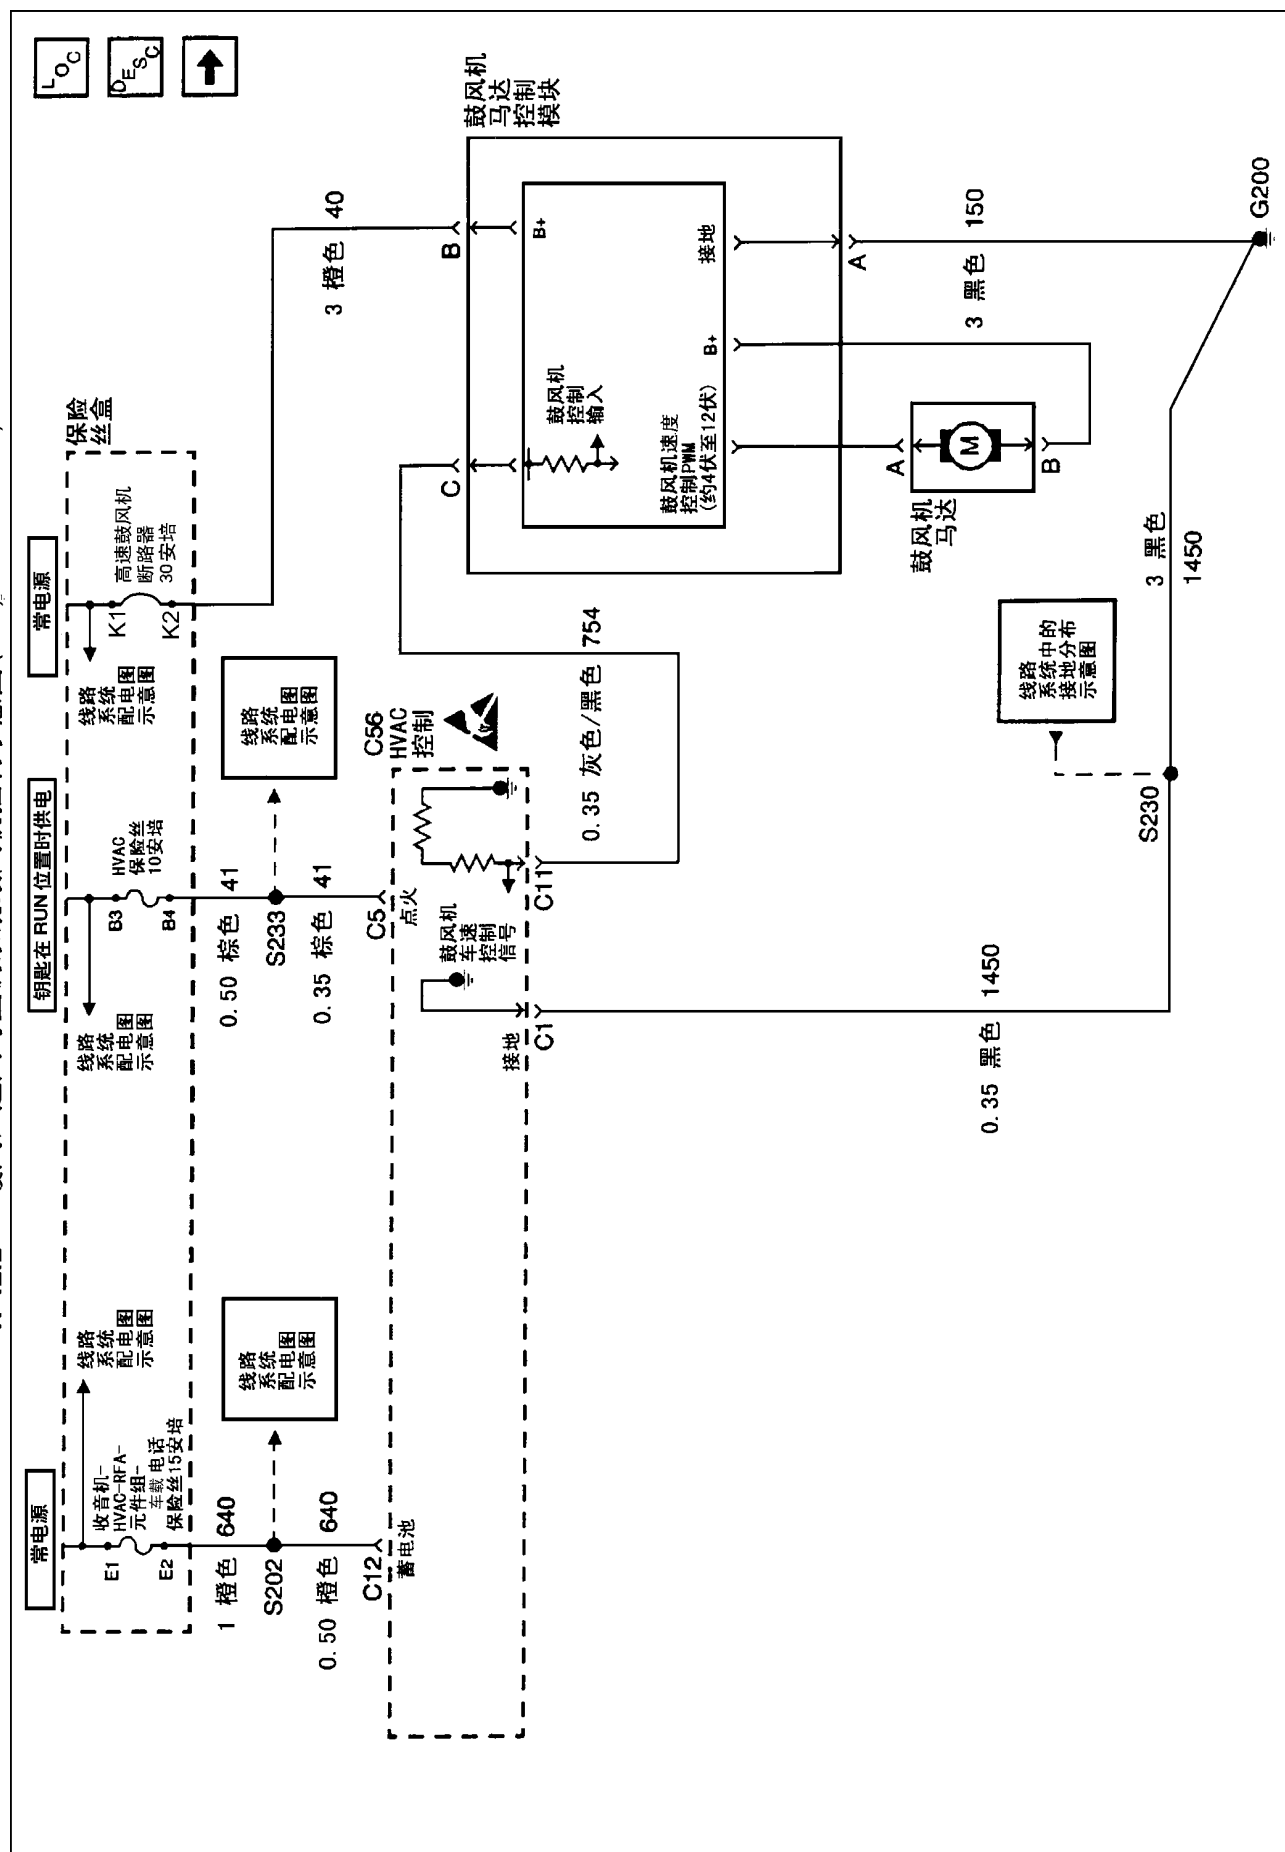 LOC
DESC
常电源
钥匙在 RUN 位置时供电
常电源
保险
丝盒
收音机-
HVAC-RFA-
元件组-
车载 电话
保险丝15安培
E1
E2
线路
系统
配电图
示意图
HVAC
保险丝
10安培
B3
B4
线路
系统
配电图
示意图
高速鼓风机
断路器
30安培
K1
K2
线路
系统
配电图
示意图
1 橙色 640
S202
0.50 橙色 640
线路
系统
配电图
示意图
0.50 棕色 41
S233
0.35 棕色 41
线路
系统
配电图
示意图
3 橙色 40
C12
蓄电池
C5
点火
C56
HVAC
控制
接地
C1
鼓风机
车速
控制
信号
C11
0.35 灰色/黑色 754
鼓风机
马达
控制
模块
C
B
B+
鼓风机
控制
输入
鼓风机速度
控制PWM
(约4伏至12伏)
B+
接地
A
3 黑色 150
鼓风机
马达
A
M
B
0.35 黑色 1450
S230
线路
系统中的
接地分布
示意图
3 黑色
1450
G200